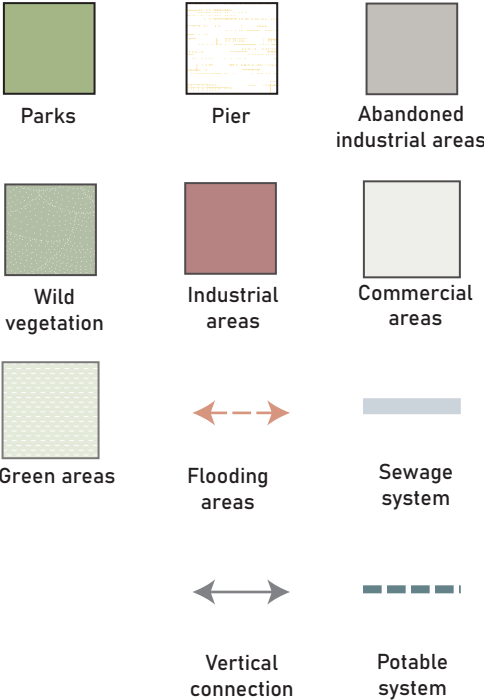 Parks
Pier
Abandoned
industrial areas
Wild
vegetation
Industrial
areas
Commercial
areas
Green areas
Flooding
areas
Sewage
system
Vertical
connection
Potable
system